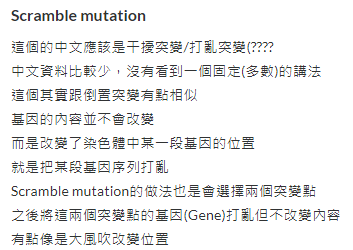 Scramble mutation
這個的中文應該是干擾突變/打亂突變(????
中文資料比較少，沒有看到一個固定(多數)的講法
這個其實跟倒置突變有點相似
基因的內容並不會改變
而是改變了染色體中某一段基因的位置
就是把某段基因序列打亂
Scramble mutation的做法也是會選擇兩個突變點
之後將這兩個突變點的基因(Gene)打亂但不改變內容
有點像是大風吹改變位置